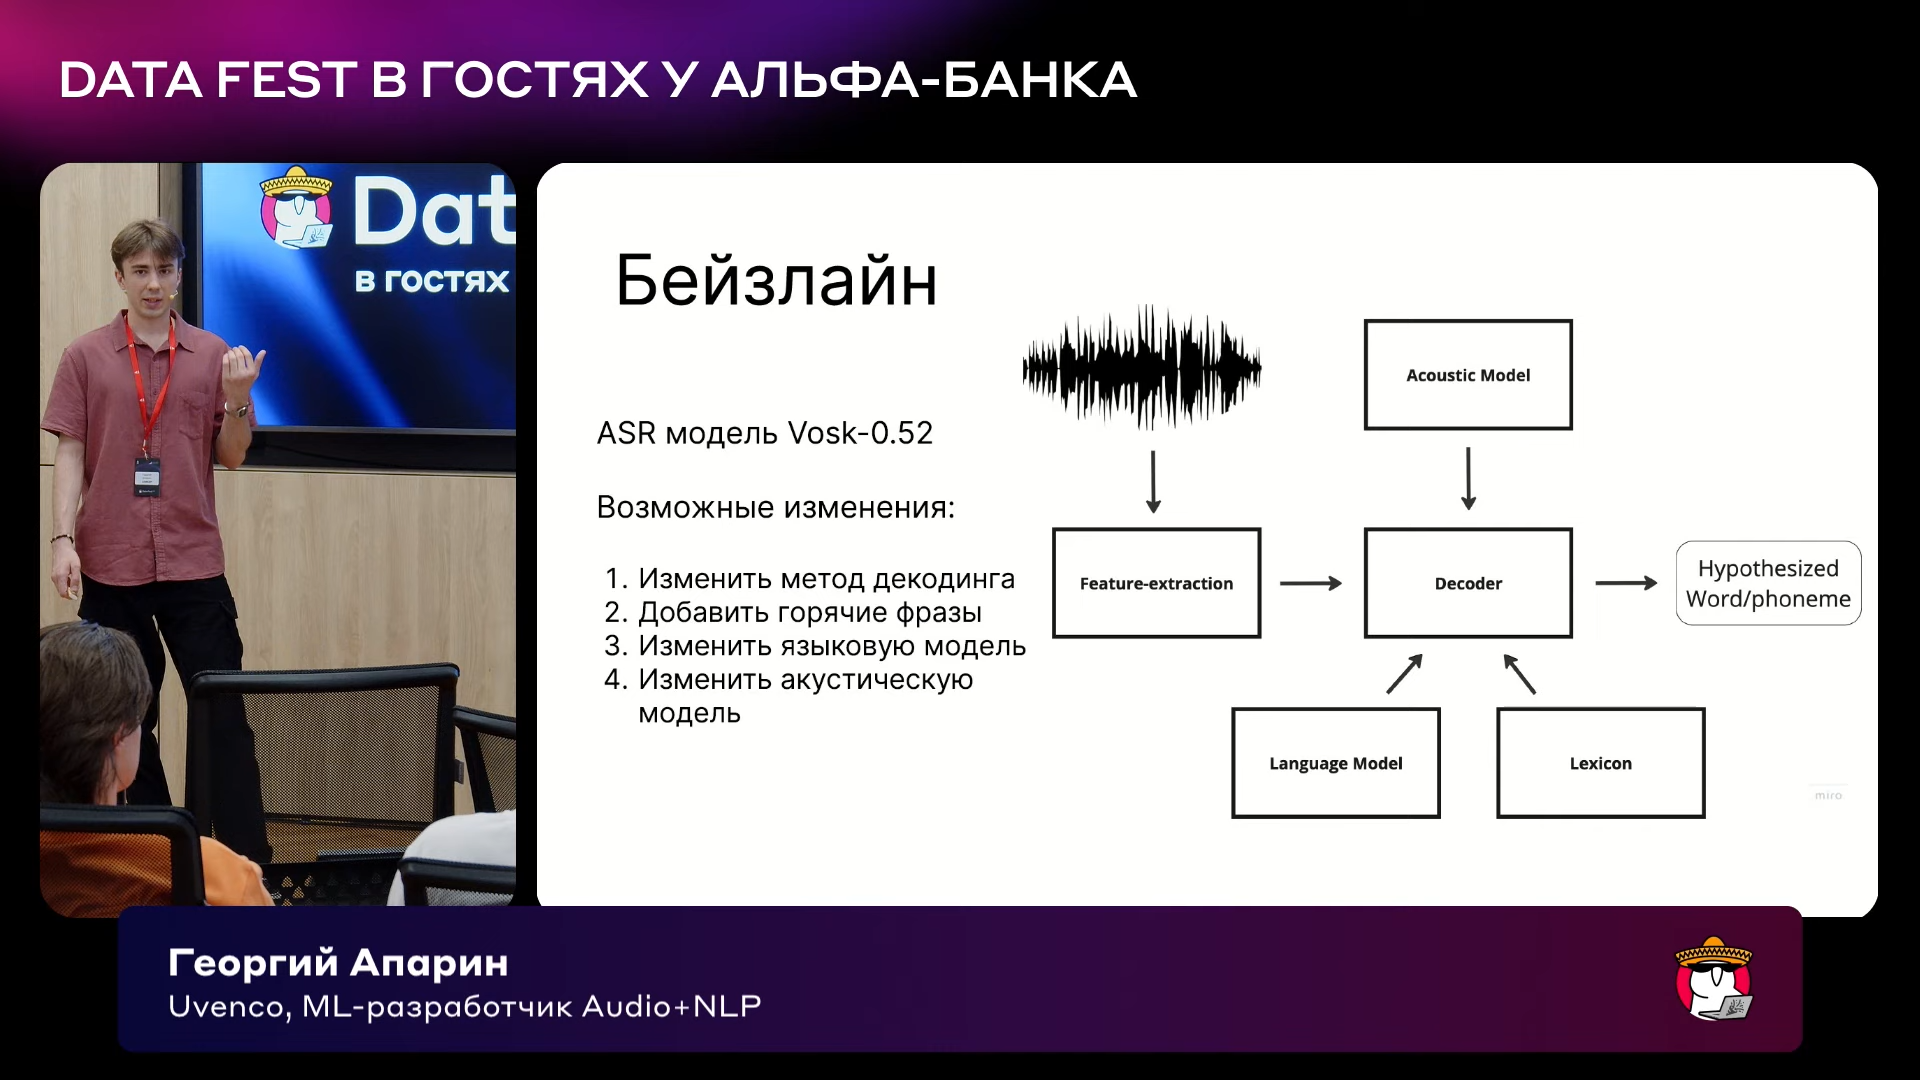 DATA FEST В ГОСТЯХ У АЛЬФА-БАНКА
Dat
в гостях
Бейзлайн
ASR модель Vosk-0.52
Возможные изменения:
1. Изменить метод декодинга
2. Добавить горячие фразы
3. Изменить языковую модель
4. Изменить акустическую
модель
Acoustic Model
Feature-extraction
Decoder
Hypothesized
Word/phoneme
Language Model
Lexicon
miro
Георгий Апарин
Uvenco, ML-разработчик Audio+NLP